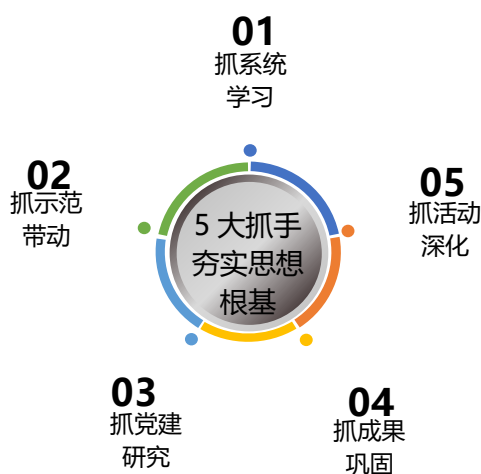 01
抓系统
学习
02
抓示范
带动
05
抓活动
深化
5 大抓手
夯实思想
根基
03
抓党建
研究
04
抓成果
巩固